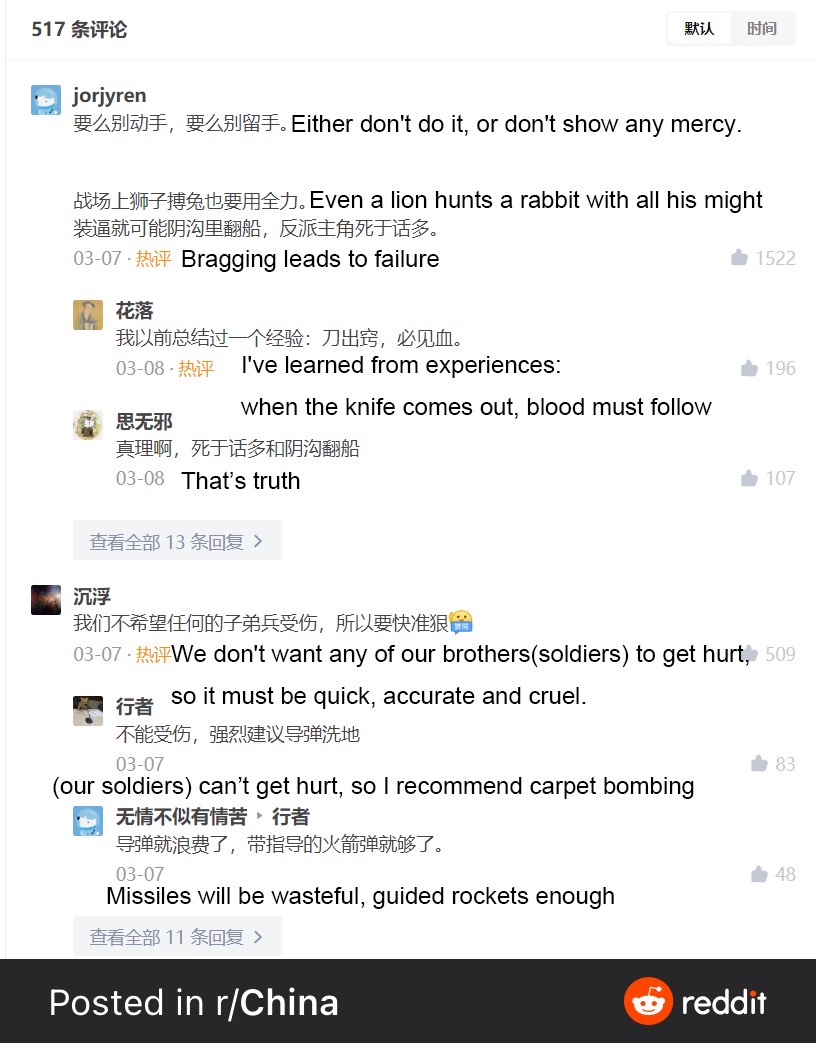 517 条评论
默认 时间
jorjyren
要么别动手，要么别留手。Either don't do it, or don't show any mercy.
战场上狮子搏兔也要用全力。Even a lion hunts a rabbit with all his might
装逼就可能阴沟里翻船，反派主角死于话多。
03-07 · 热评 Bragging leads to failure 1522
花落
我以前总结过一个经验：刀出窍，必见血。
03-08 · 热评 I've learned from experiences: 196
when the knife comes out, blood must follow
思无邪
真理啊，死于话多和阴沟翻船
03-08 That’s truth 107
查看全部 13 条回复 >
沉浮
我们不希望任何的子弟兵受伤，所以要快准狠
03-07 · 热评 We don't want any of our brothers(soldiers) to get hurt, 509
so it must be quick, accurate and cruel.
行者
不能受伤，强烈建议导弹洗地
03-07 83
(our soldiers) can’t get hurt, so I recommend carpet bombing
无情不似有情苦 ▸ 行者
导弹就浪费了，带指导的火箭弹就够了。
03-07 48
Missiles will be wasteful, guided rockets enough
查看全部 11 条回复 >
Posted in r/China reddit